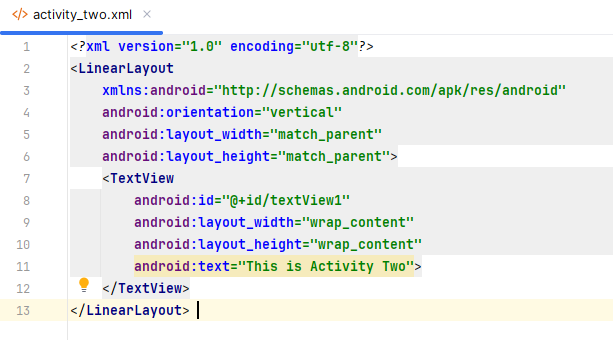 </> activity_two.xml ×
1 <?xml version="1.0" encoding="utf-8"?>
2 <LinearLayout
3 xmlns:android="http://schemas.android.com/apk/res/android"
4 android:orientation="vertical"
5 android:layout_width="match_parent"
6 android:layout_height="match_parent">
7 <TextView
8 android:id="@+id/textView1"
9 android:layout_width="wrap_content"
10 android:layout_height="wrap_content"
11 android:text="This is Activity Two">
12 </TextView>
13 </LinearLayout>